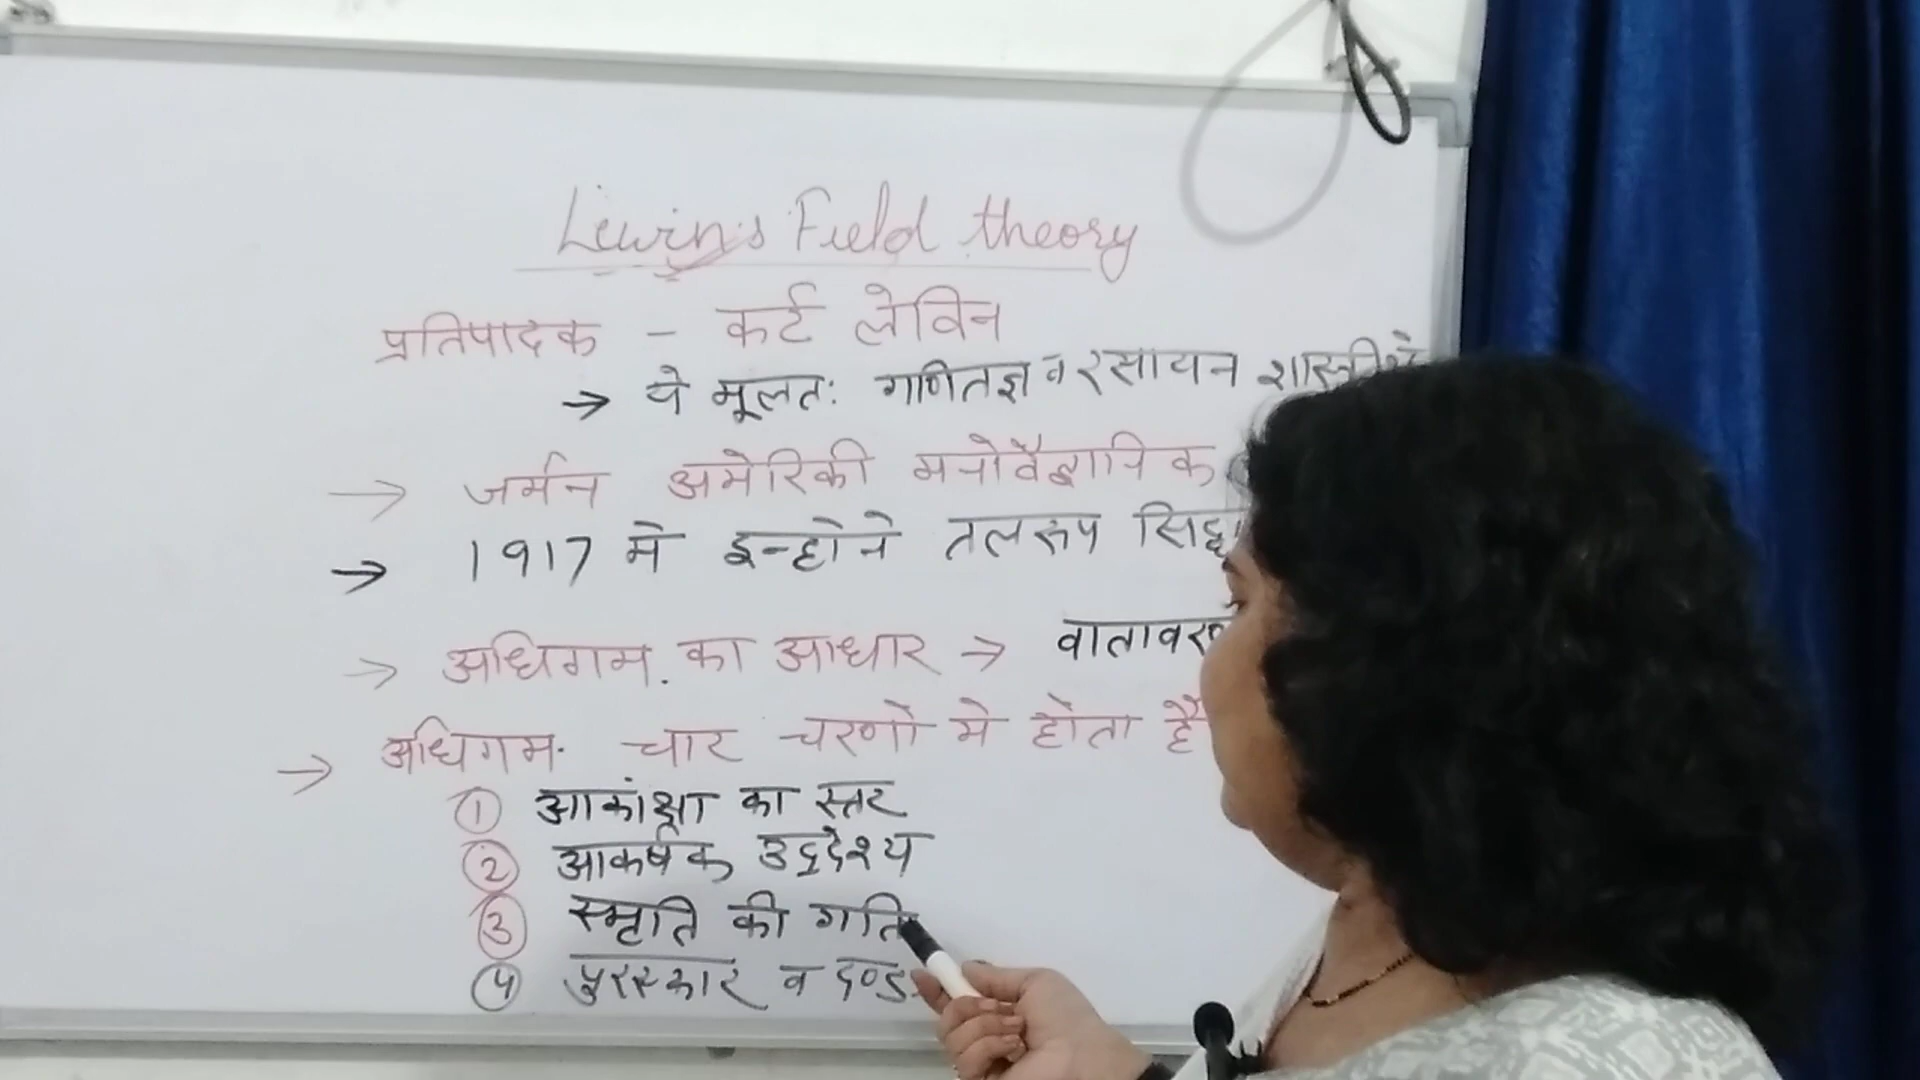 Lewin's Field theory
प्रतिपादक - कर्ट लेविन
→ ये मूलतः गणितज्ञ व रसायन शास्त्री थे
→ जर्मन अमेरिकी मनोवैज्ञानिक
→ 1917 मे इन्होने तलरुप
→ अधिगम. का आधार →
→ अधिगम. चार चरणो मे होता है
① आकांक्षा का स्तर
② आकर्षक उद्देश्य
③ स्मृति की गति
④ पुरस्कार व दण्ड